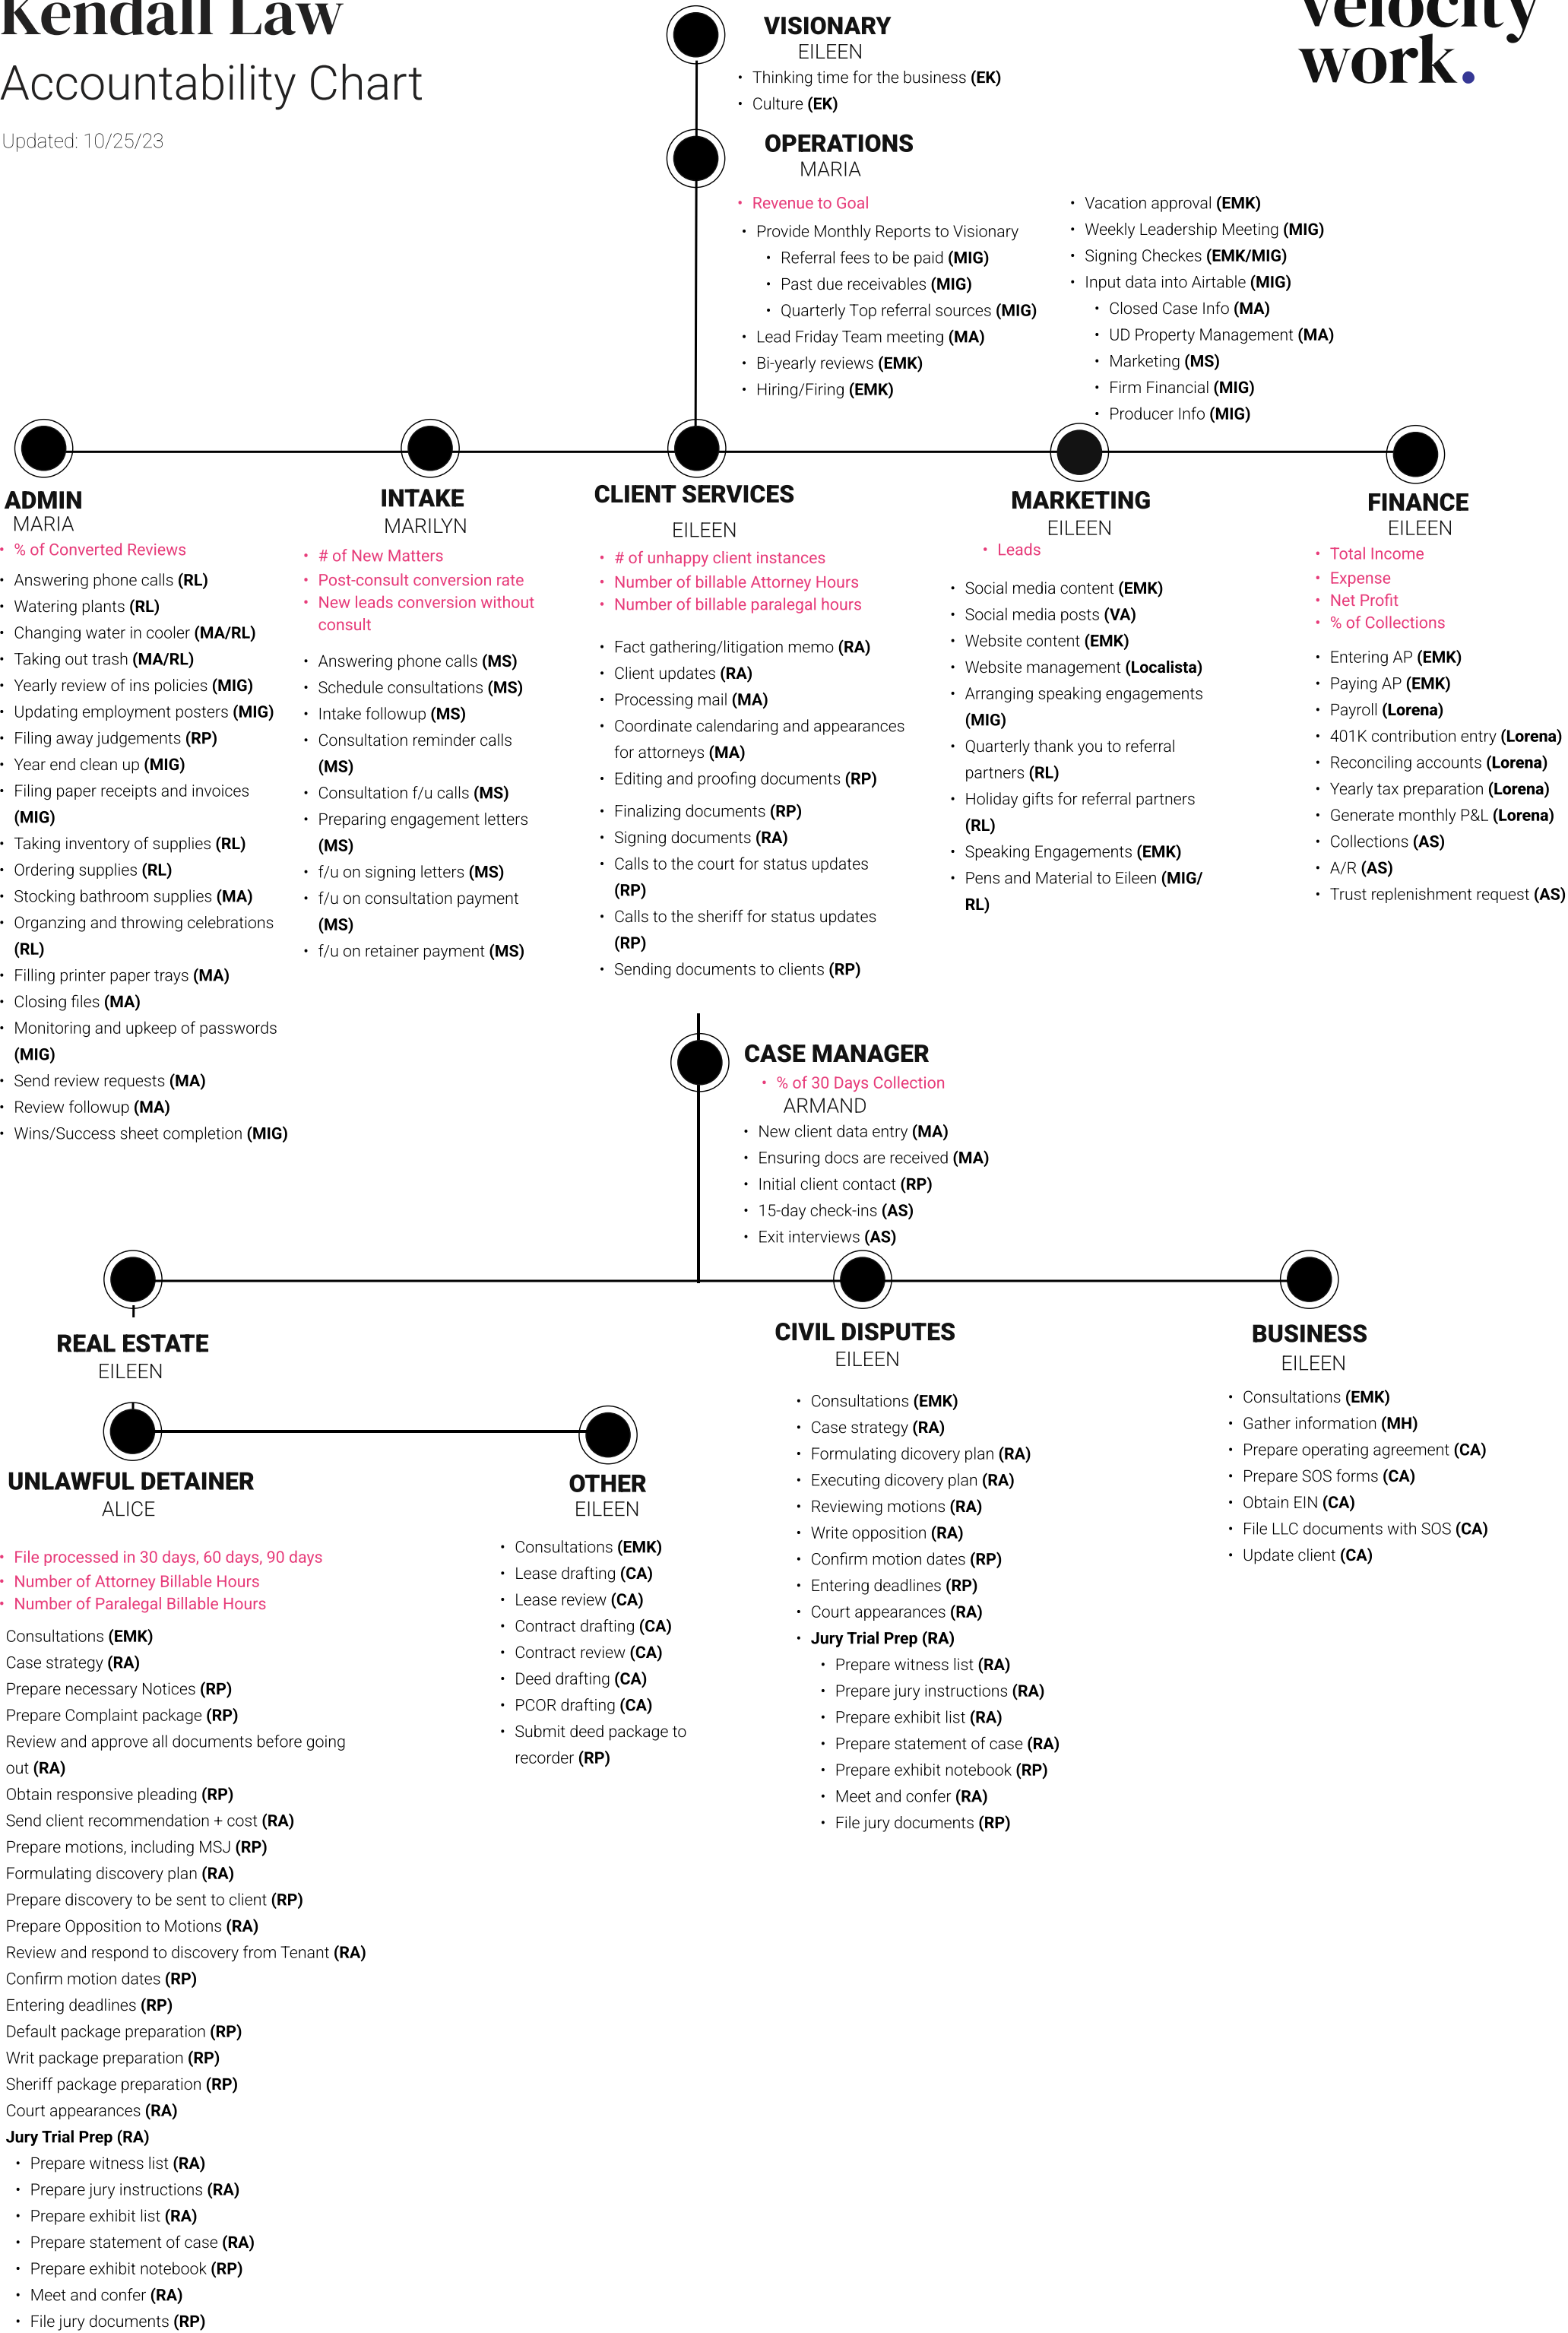 Kendall Law
Accountability Chart
Updated: 10/25/23
velocity
work.
VISIONARY
EILEEN
• Thinking time for the business (EK)
• Culture (EK)
OPERATIONS
MARIA
• Revenue to Goal
• Provide Monthly Reports to Visionary
• Referral fees to be paid (MIG)
• Past due receivables (MIG)
• Quarterly Top referral sources (MIG)
• Lead Friday Team meeting (MA)
• Bi-yearly reviews (EMK)
• Hiring/Firing (EMK)
• Vacation approval (EMK)
• Weekly Leadership Meeting (MIG)
• Signing Checkes (EMK/MIG)
• Input data into Airtable (MIG)
• Closed Case Info (MA)
• UD Property Management (MA)
• Marketing (MS)
• Firm Financial (MIG)
• Producer Info (MIG)
ADMIN
MARIA
• % of Converted Reviews
• Answering phone calls (RL)
• Watering plants (RL)
• Changing water in cooler (MA/RL)
• Taking out trash (MA/RL)
• Yearly review of ins policies (MIG)
• Updating employment posters (MIG)
• Filing away judgements (RP)
• Year end clean up (MIG)
• Filing paper receipts and invoices
(MIG)
• Taking inventory of supplies (RL)
• Ordering supplies (RL)
• Stocking bathroom supplies (MA)
• Organzing and throwing celebrations
(RL)
• Filling printer paper trays (MA)
• Closing files (MA)
• Monitoring and upkeep of passwords
(MIG)
• Send review requests (MA)
• Review followup (MA)
• Wins/Success sheet completion (MIG)
INTAKE
MARILYN
• # of New Matters
• Post-consult conversion rate
• New leads conversion without
consult
• Answering phone calls (MS)
• Schedule consultations (MS)
• Intake followup (MS)
• Consultation reminder calls
(MS)
• Consultation f/u calls (MS)
• Preparing engagement letters
(MS)
• f/u on signing letters (MS)
• f/u on consultation payment
(MS)
• f/u on retainer payment (MS)
CLIENT SERVICES
EILEEN
• # of unhappy client instances
• Number of billable Attorney Hours
• Number of billable paralegal hours
• Fact gathering/litigation memo (RA)
• Client updates (RA)
• Processing mail (MA)
• Coordinate calendaring and appearances
for attorneys (MA)
• Editing and proofing documents (RP)
• Finalizing documents (RP)
• Signing documents (RA)
• Calls to the court for status updates
(RP)
• Calls to the sheriff for status updates
(RP)
• Sending documents to clients (RP)
MARKETING
EILEEN
• Leads
• Social media content (EMK)
• Social media posts (VA)
• Website content (EMK)
• Website management (Localista)
• Arranging speaking engagements
(MIG)
• Quarterly thank you to referral
partners (RL)
• Holiday gifts for referral partners
(RL)
• Speaking Engagements (EMK)
• Pens and Material to Eileen (MIG/
RL)
FINANCE
EILEEN
• Total Income
• Expense
• Net Profit
• % of Collections
• Entering AP (EMK)
• Paying AP (EMK)
• Payroll (Lorena)
• 401K contribution entry (Lorena)
• Reconciling accounts (Lorena)
• Yearly tax preparation (Lorena)
• Generate monthly P&L (Lorena)
• Collections (AS)
• A/R (AS)
• Trust replenishment request (AS)
CASE MANAGER
• % of 30 Days Collection
ARMAND
• New client data entry (MA)
• Ensuring docs are received (MA)
• Initial client contact (RP)
• 15-day check-ins (AS)
• Exit interviews (AS)
REAL ESTATE
EILEEN
UNLAWFUL DETAINER
ALICE
• File processed in 30 days, 60 days, 90 days
• Number of Attorney Billable Hours
• Number of Paralegal Billable Hours
Consultations (EMK)
Case strategy (RA)
Prepare necessary Notices (RP)
Prepare Complaint package (RP)
Review and approve all documents before going
out (RA)
Obtain responsive pleading (RP)
Send client recommendation + cost (RA)
Prepare motions, including MSJ (RP)
Formulating discovery plan (RA)
Prepare discovery to be sent to client (RP)
Prepare Opposition to Motions (RA)
Review and respond to discovery from Tenant (RA)
Confirm motion dates (RP)
Entering deadlines (RP)
Default package preparation (RP)
Writ package preparation (RP)
Sheriff package preparation (RP)
Court appearances (RA)
Jury Trial Prep (RA)
• Prepare witness list (RA)
• Prepare jury instructions (RA)
• Prepare exhibit list (RA)
• Prepare statement of case (RA)
• Prepare exhibit notebook (RP)
• Meet and confer (RA)
• File jury documents (RP)
OTHER
EILEEN
• Consultations (EMK)
• Lease drafting (CA)
• Lease review (CA)
• Contract drafting (CA)
• Contract review (CA)
• Deed drafting (CA)
• PCOR drafting (CA)
• Submit deed package to
recorder (RP)
CIVIL DISPUTES
EILEEN
• Consultations (EMK)
• Case strategy (RA)
• Formulating dicovery plan (RA)
• Executing dicovery plan (RA)
• Reviewing motions (RA)
• Write opposition (RA)
• Confirm motion dates (RP)
• Entering deadlines (RP)
• Court appearances (RA)
• Jury Trial Prep (RA)
• Prepare witness list (RA)
• Prepare jury instructions (RA)
• Prepare exhibit list (RA)
• Prepare statement of case (RA)
• Prepare exhibit notebook (RP)
• Meet and confer (RA)
• File jury documents (RP)
BUSINESS
EILEEN
• Consultations (EMK)
• Gather information (MH)
• Prepare operating agreement (CA)
• Prepare SOS forms (CA)
• Obtain EIN (CA)
• File LLC documents with SOS (CA)
• Update client (CA)